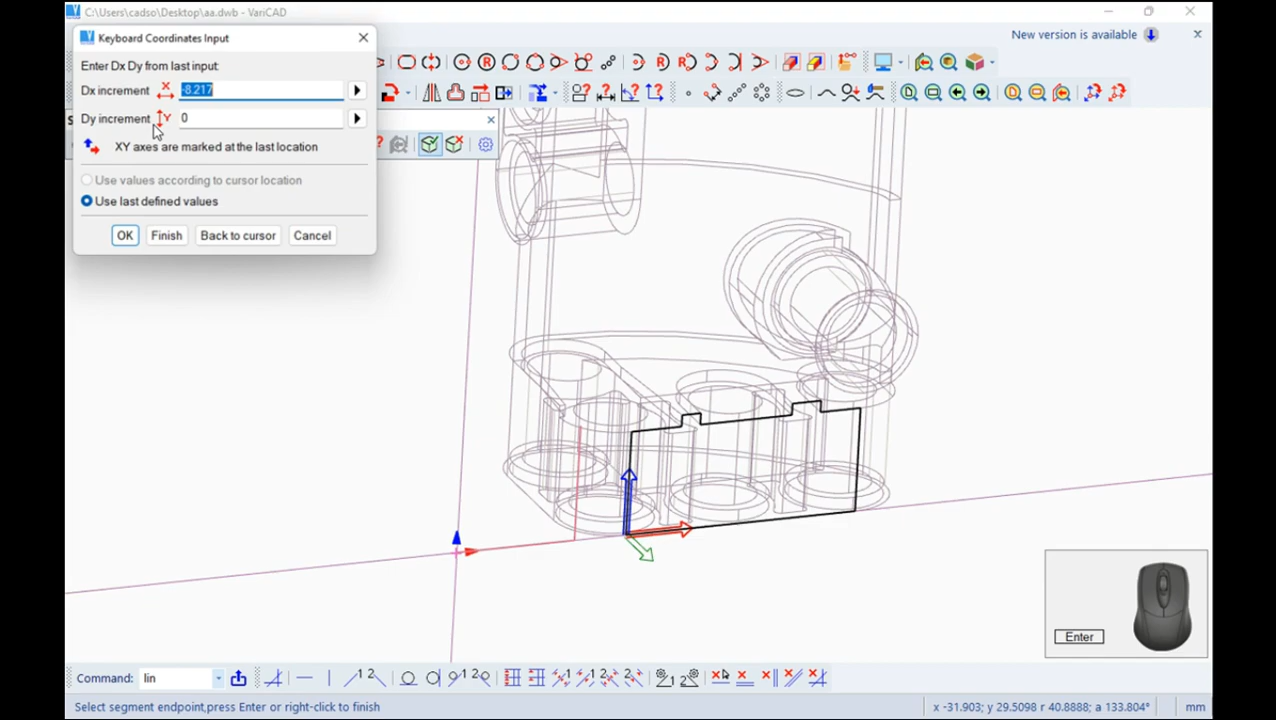 C:\Users\cadso\Desktop\aa.dwb - VariCAD
New version is available
Keyboard Coordinates Input
Enter Dx Dy from last input:
Dx increment X -8.217
Dy increment Y 0
XY axes are marked at the last location
Use values according to cursor location
Use last defined values
OK Finish Back to cursor Cancel
Enter
Command: lin
Select segment endpoint,press Enter or right-click to finish
x -31.903; y 29.5098 r 40.8888; a 133.804° mm